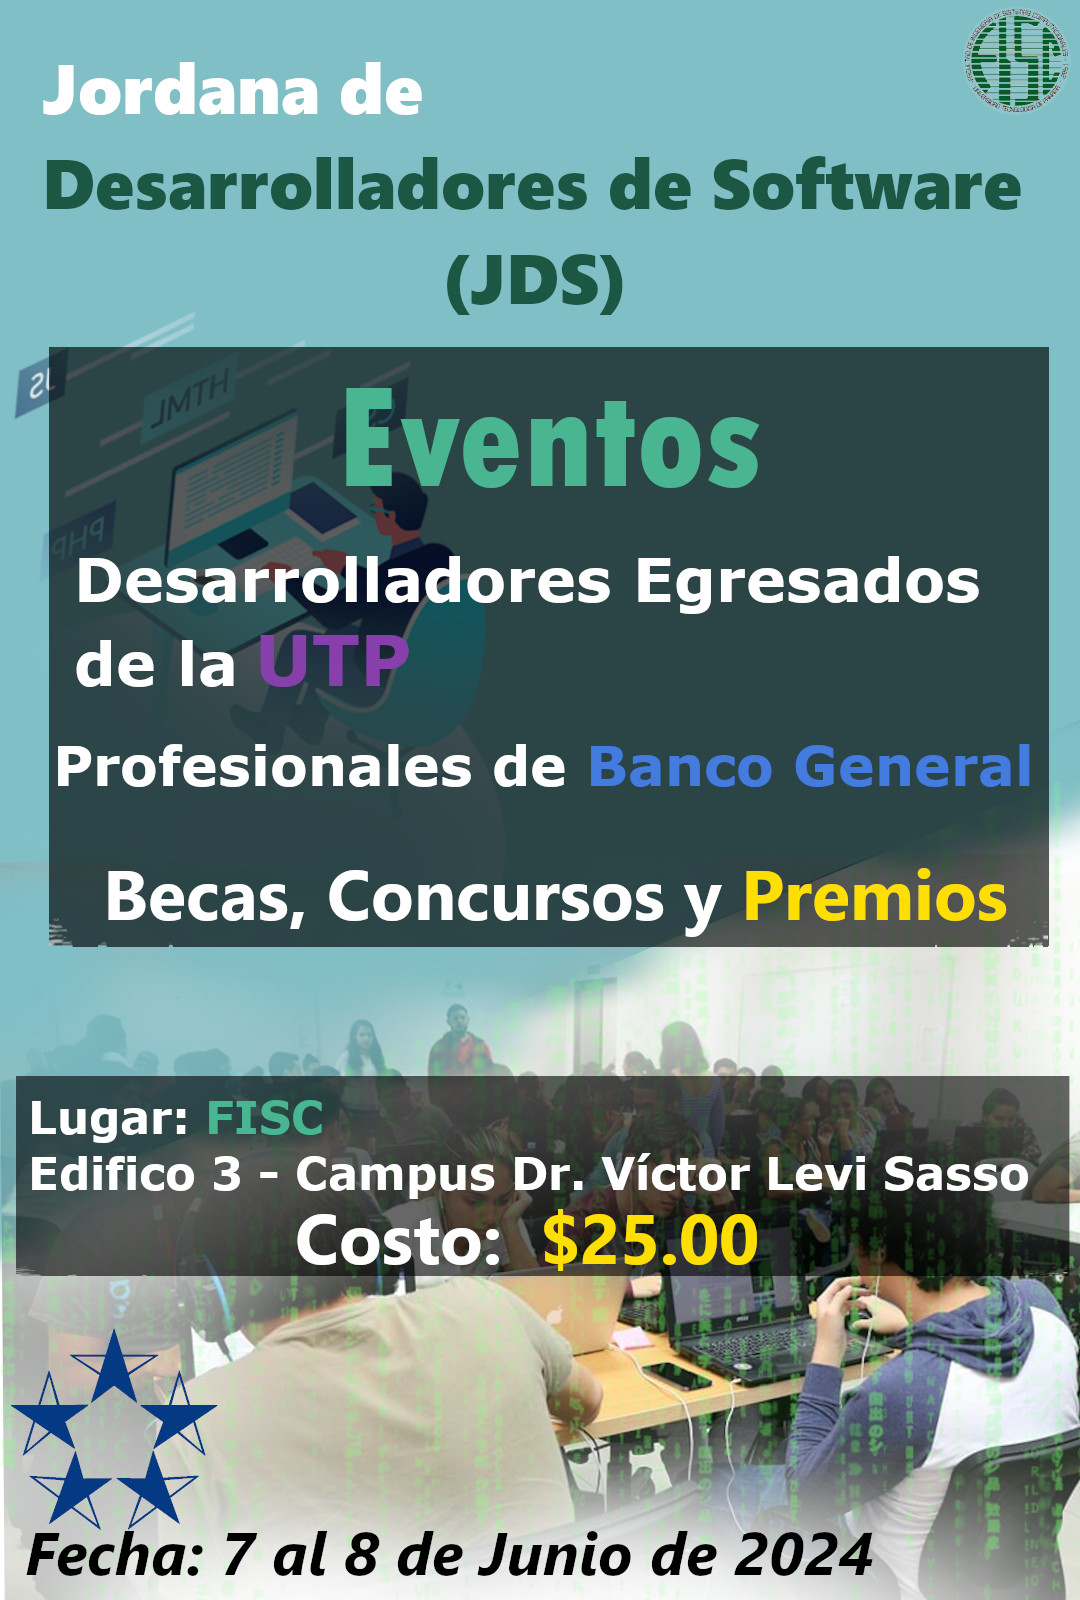 Jordana de
Desarrolladores de Software
(JDS)
JS
HTML
PHP
Eventos
Desarrolladores Egresados
de la UTP
Profesionales de Banco General
Becas, Concursos y Premios
Lugar: FISC
Edifico 3 - Campus Dr. Víctor Levi Sasso
Costo: $25.00
Fecha: 7 al 8 de Junio de 2024